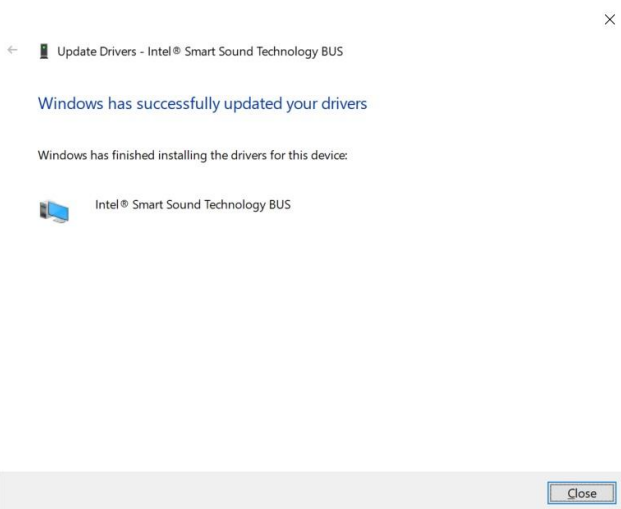 Update Drivers - Intel® Smart Sound Technology BUS
Windows has successfully updated your drivers
Windows has finished installing the drivers for this device:
Intel® Smart Sound Technology BUS
Close